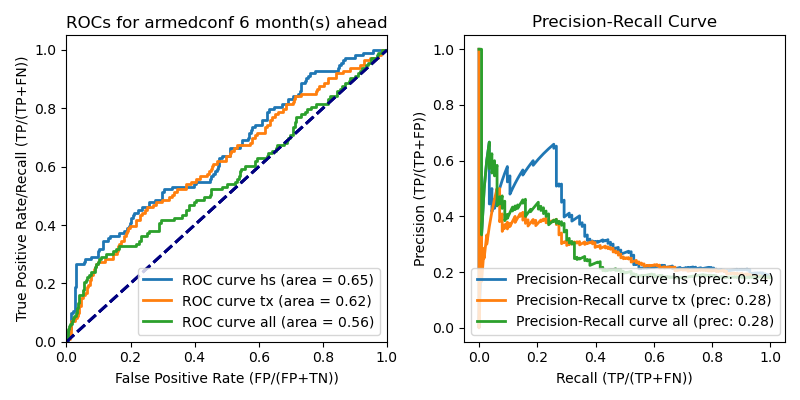 ROCs for armedconf 6 month(s) ahead
True Positive Rate/Recall (TP/(TP+FN))
1.0
0.8
0.6
0.4
0.2
0.0
ROC curve hs (area = 0.65)
ROC curve tx (area = 0.62)
ROC curve all (area = 0.56)
0.0 0.2 0.4 0.6 0.8 1.0
False Positive Rate (FP/(FP+TN))
Precision-Recall Curve
Precision (TP/(TP+FP))
1.0
0.8
0.6
0.4
0.2
0.0
Precision-Recall curve hs (prec: 0.34)
Precision-Recall curve tx (prec: 0.28)
Precision-Recall curve all (prec: 0.28)
0.0 0.2 0.4 0.6 0.8 1.0
Recall (TP/(TP+FN))